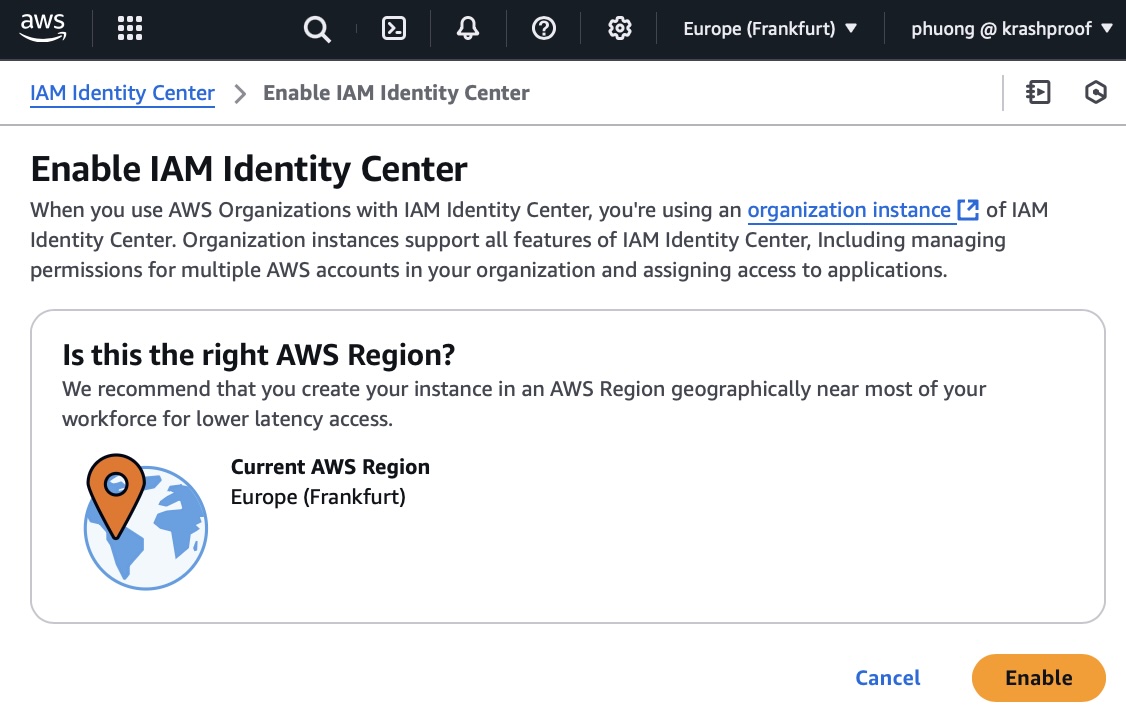 aws
Europe (Frankfurt)
phuong @ krashproof
IAM Identity Center
Enable IAM Identity Center
Enable IAM Identity Center
When you use AWS Organizations with IAM Identity Center, you're using an organization instance of IAM
Identity Center. Organization instances support all features of IAM Identity Center, Including managing
permissions for multiple AWS accounts in your organization and assigning access to applications.
Is this the right AWS Region?
We recommend that you create your instance in an AWS Region geographically near most of your
workforce for lower latency access.
Current AWS Region
Europe (Frankfurt)
Cancel
Enable